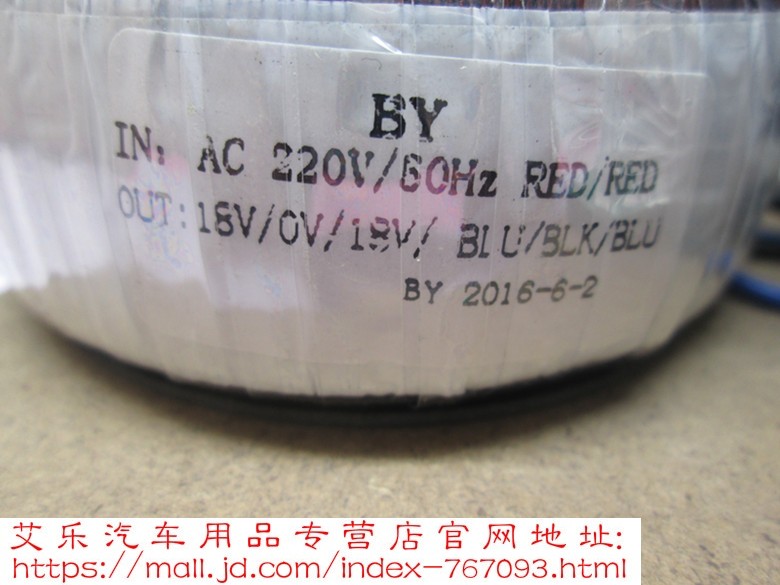 BY
IN: AC 220V/50Hz RED/RED
OUT: 18V/0V/18V/ BLU/BLK/BLU
BY 2016-6-2
艾乐汽车用品专营店官网地址:
https://mall.jd.com/index-767093.html